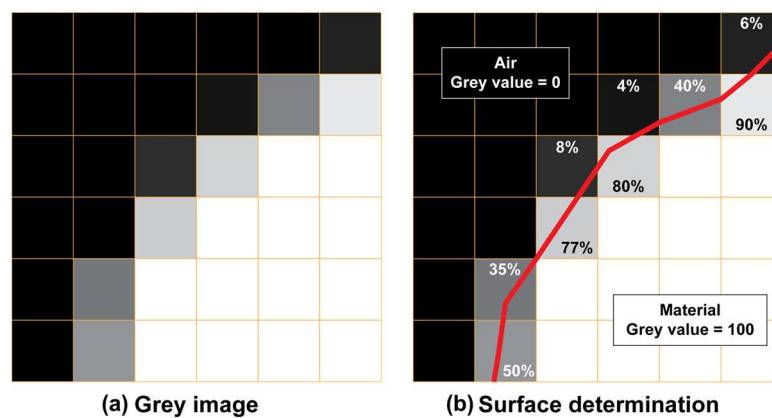 6%
Air
Grey value = 0
4%
40%
90%
8%
80%
77%
35%
Material
Grey value = 100
50%
(a) Grey image
(b) Surface determination